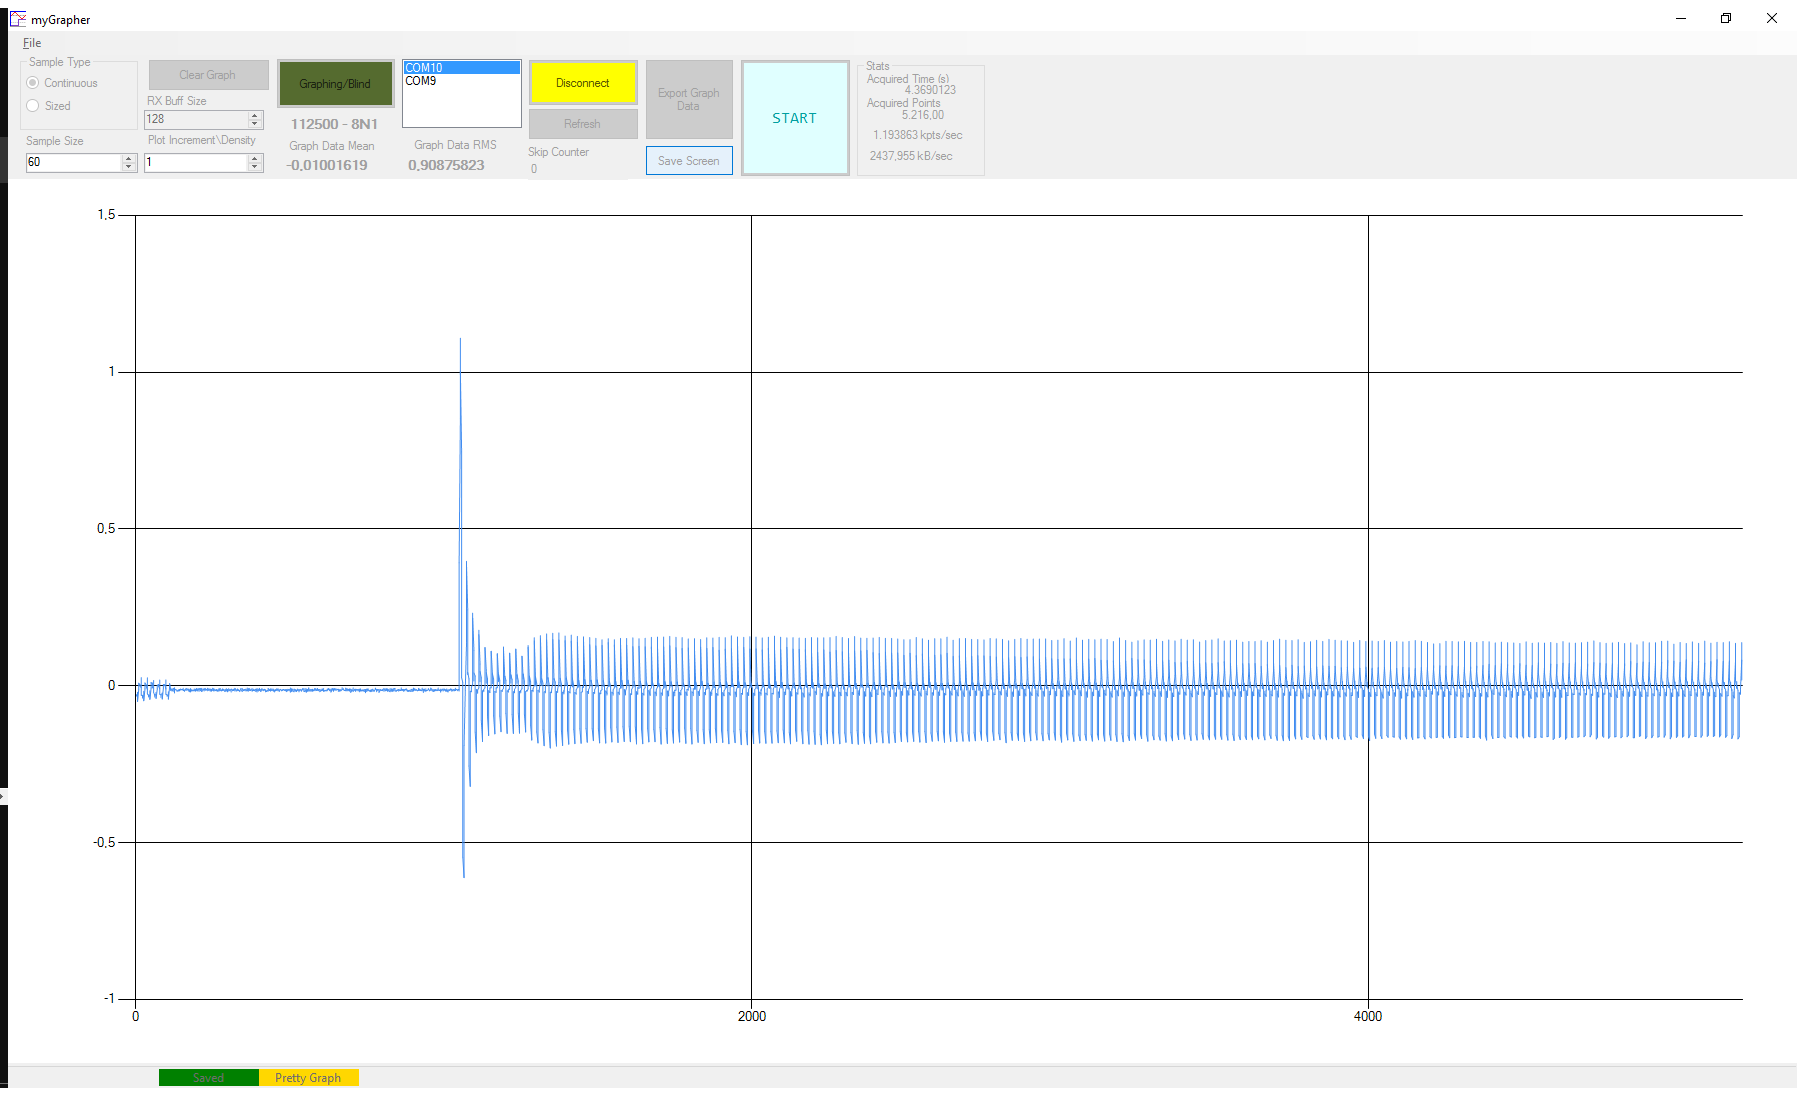 myGrapher
File
Sample Type
Continuous
Sized
Sample Size
60
Clear Graph
RX Buff Size
128
Plot Increment\Density
1
Graphing/Blind
112500 - 8N1
Graph Data Mean
-0,01001619
COM10
COM9
Graph Data RMS
0,90875823
Disconnect
Refresh
Skip Counter
0
Export Graph
Data
Save Screen
START
Stats
Acquired Time (s)
4.3690123
Acquired Points
5.216,00
1.193863 kpts/sec
2437,955 kB/sec
1,5
1
0,5
0
-0,5
-1
0
2000
4000
Saved
Pretty Graph